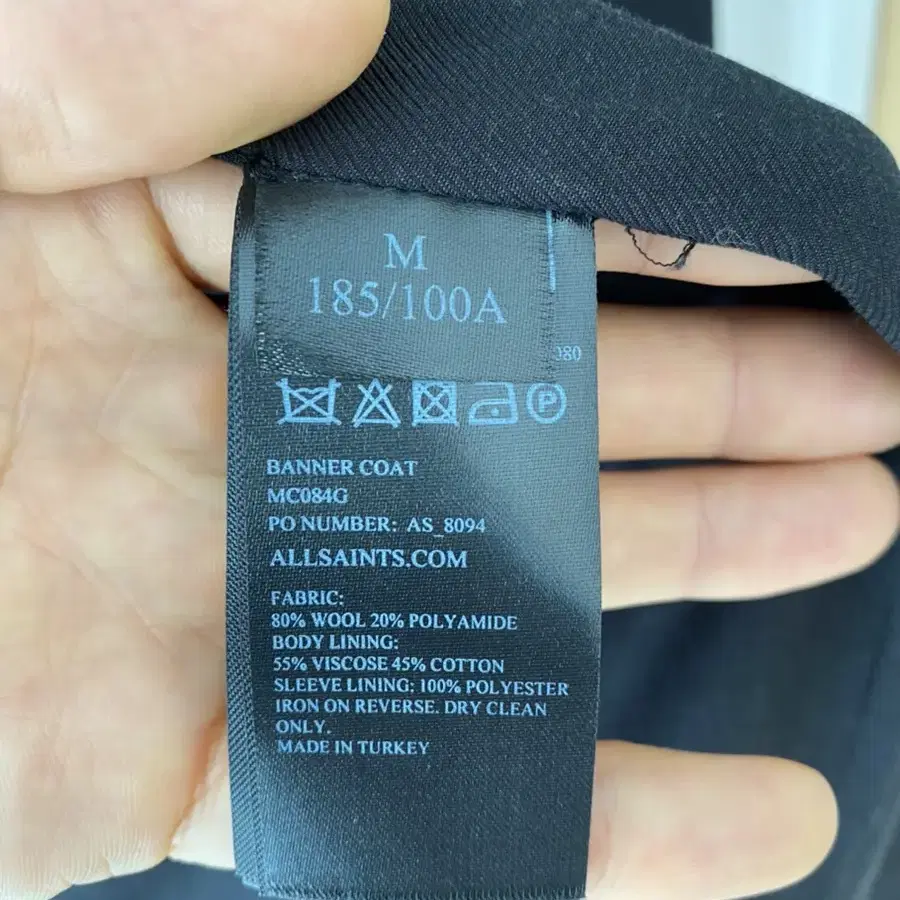 M
185/100A
080
BANNER COAT
MC084G
PO NUMBER: AS_8094
ALLSAINTS.COM
FABRIC:
80% WOOL 20% POLYAMIDE
BODY LINING:
55% VISCOSE 45% COTTON
SLEEVE LINING: 100% POLYESTER
IRON ON REVERSE. DRY CLEAN
ONLY.
MADE IN TURKEY